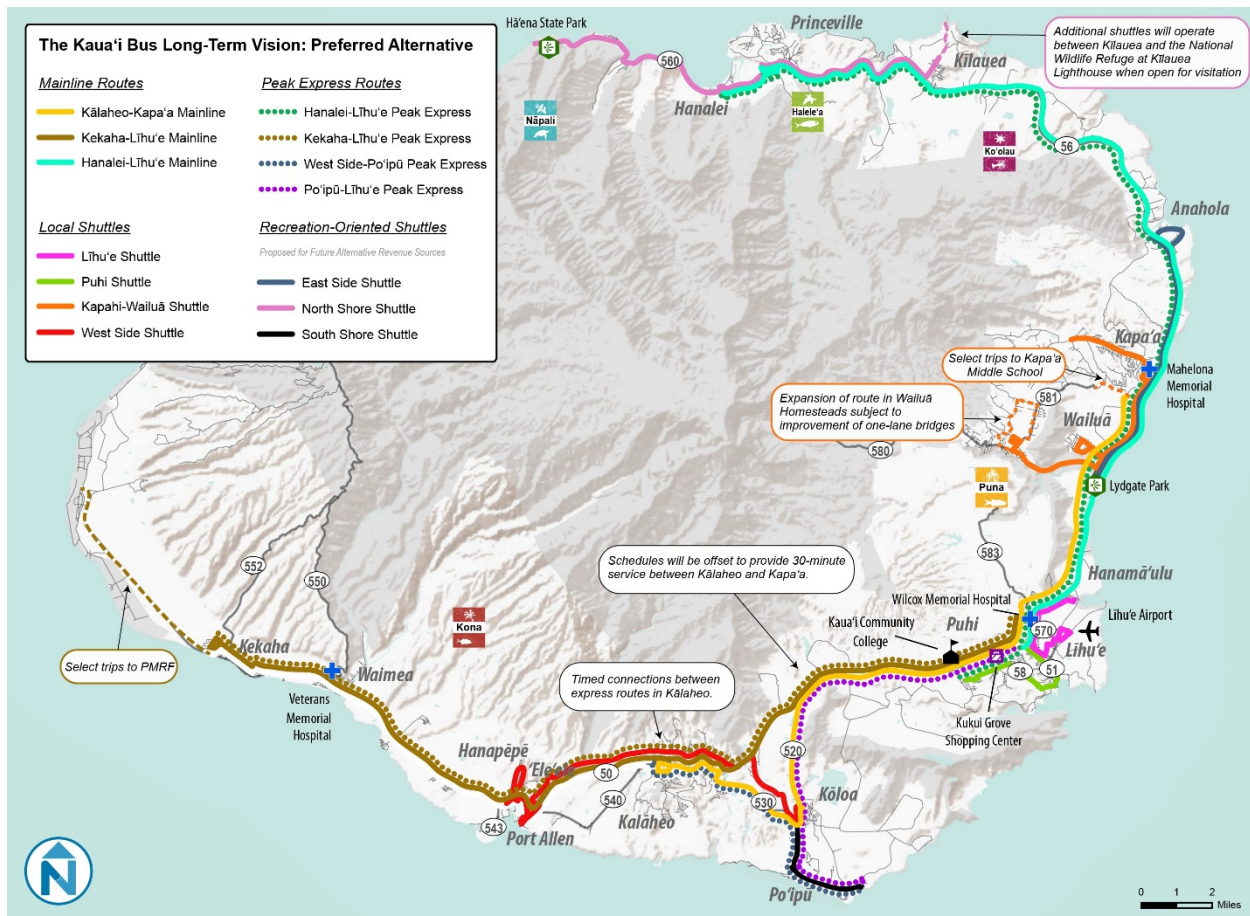 The Kaua‘i Bus Long-Term Vision: Preferred Alternative
Mainline Routes
Kālaheo-Kapa‘a Mainline
Kekaha-Līhu‘e Mainline
Hanalei-Līhu‘e Mainline
Peak Express Routes
Hanalei-Līhu‘e Peak Express
Kekaha-Līhu‘e Peak Express
West Side-Po‘ipū Peak Express
Po‘ipū-Līhu‘e Peak Express
Local Shuttles
Līhu‘e Shuttle
Puhi Shuttle
Kapahi-Wailuā Shuttle
West Side Shuttle
Recreation-Oriented Shuttles
Proposed for Future Alternative Revenue Sources
East Side Shuttle
North Shore Shuttle
South Shore Shuttle
Hā‘ena State Park
560
Princeville
Kīlauea
Additional shuttles will operate
between Kīlauea and the National
Wildlife Refuge at Kīlauea
Lighthouse when open for visitation
Hanalei
Nāpali
Halele‘a
Ko‘olau
56
Anahola
Kapa‘a
Select trips to Kapa‘a
Middle School
Mahelona
Memorial
Hospital
581
Expansion of route in Wailuā
Homesteads subject to
improvement of one-lane bridges
Wailuā
580
Puna
Lydgate Park
583
Schedules will be offset to provide 30-minute
service between Kālaheo and Kapa‘a.
Hanamā‘ulu
Wilcox Memorial Hospital
Kaua‘i Community
College
Puhi
570
Līhu‘e Airport
Līhu‘e
58
51
Kukui Grove
Shopping Center
552
550
Kona
Kekaha
Select trips to PMRF
Waimea
Veterans
Memorial
Hospital
Timed connections between
express routes in Kālaheo.
Hanapēpē
‘Ele‘ele
50
540
543
Port Allen
Kalāheo
520
530
Kōloa
Po‘ipū
N
0 1 2
Miles